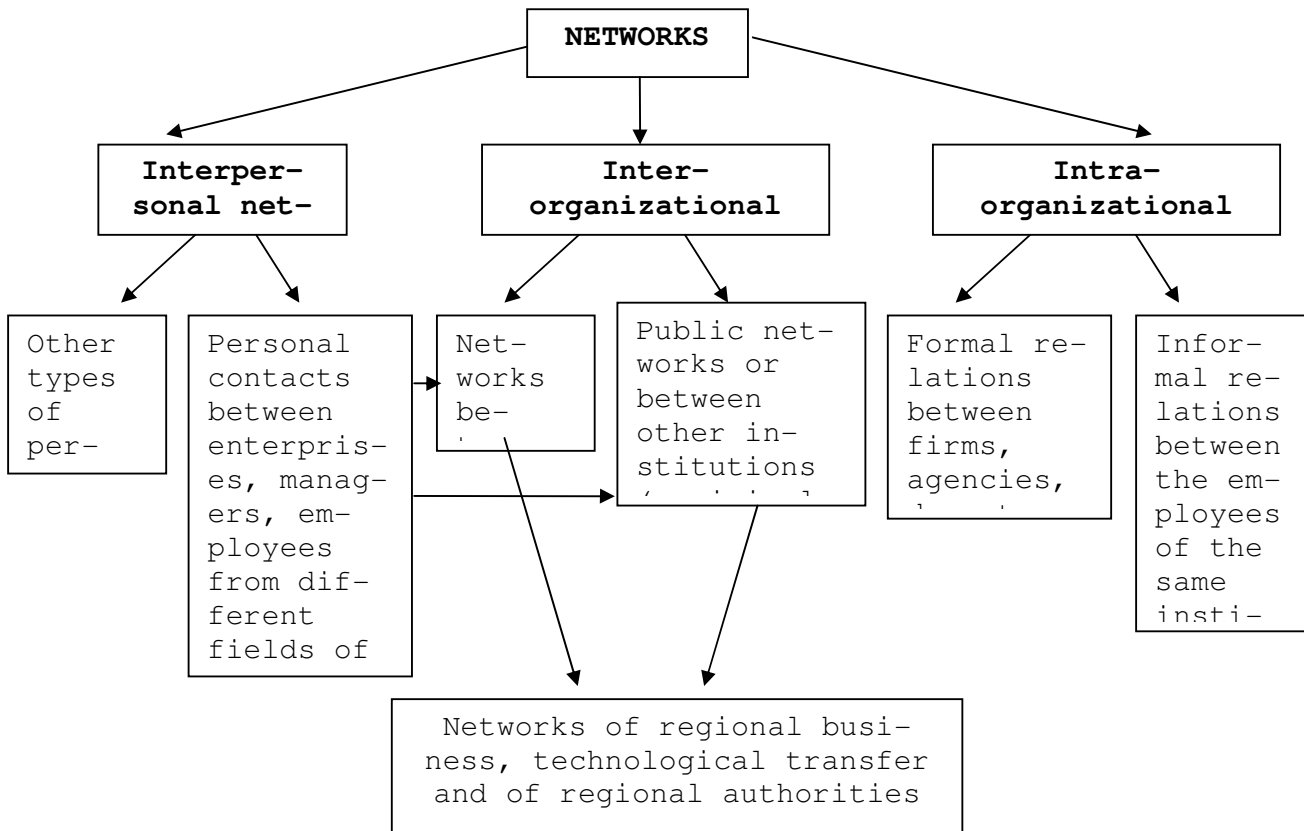 NETWORKS
Interper-
sonal net-
Inter-
organizational
Intra-
organizational
Other
types
of
per-
Personal
contacts
between
enterpris-
es, manag-
ers, em-
ployees
from dif-
ferent
fields of
Net-
works
be-
Public net-
works or
between
other in-
stitutions
Formal re-
lations
between
firms,
agencies,
Infor-
mal re-
lations
between
the em-
ployees
of the
same
insti-
Networks of regional busi-
ness, technological transfer
and of regional authorities